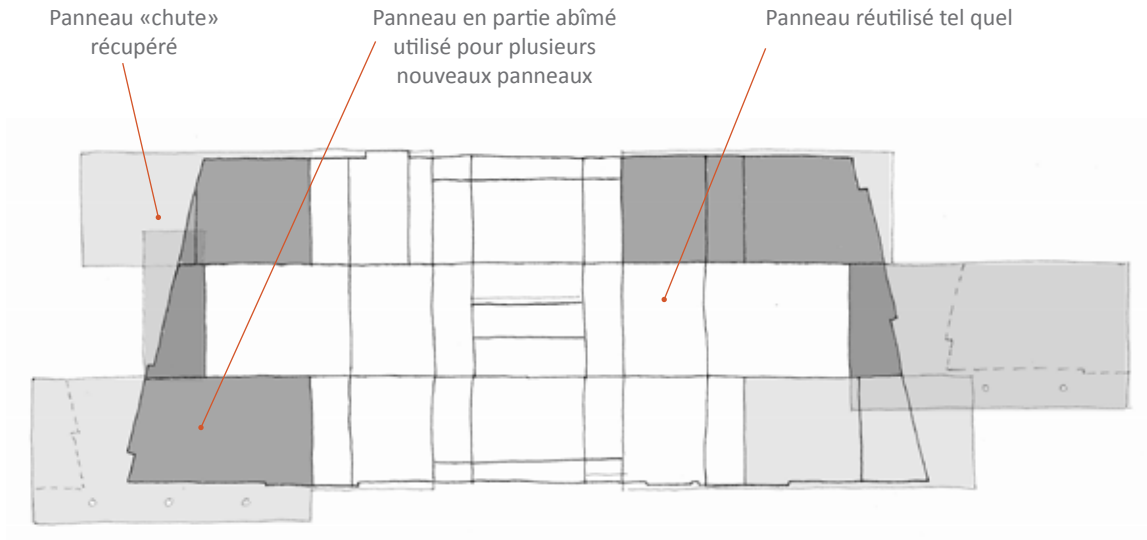 Panneau «chute»
récupéré
Panneau en partie abîmé
utilisé pour plusieurs
nouveaux panneaux
Panneau réutilisé tel quel